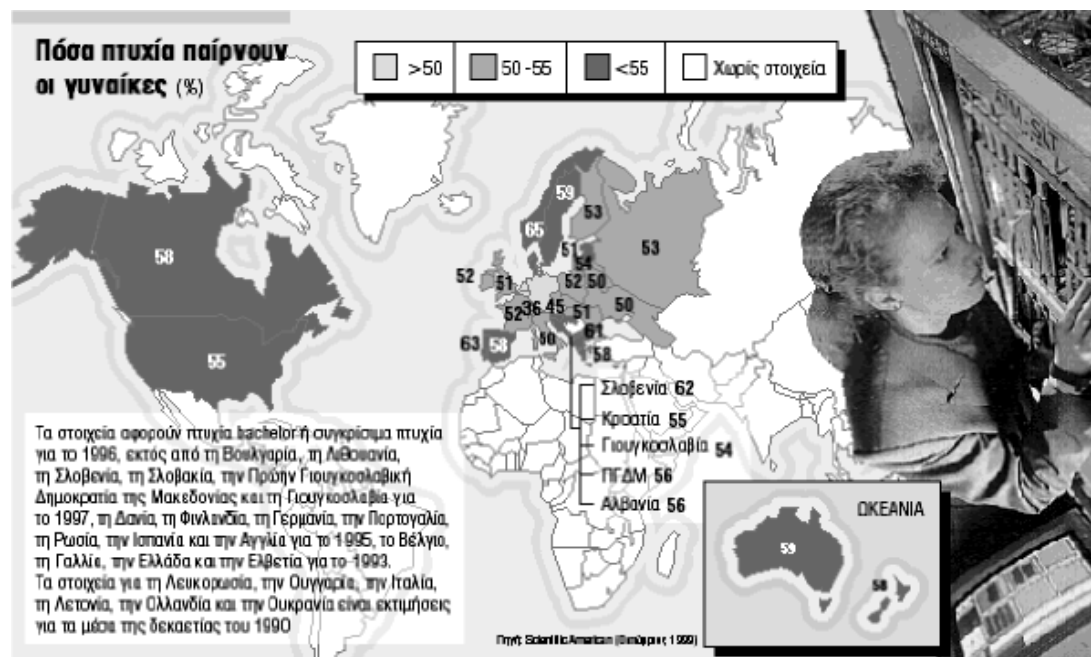 Πόσα πτυχία παίρνουν
οι γυναίκες (%)
>50
50-55
<55
Χωρίς στοιχεία
59
53
65
58
51
53
54
52
51
52
50
52
36
45
51
50
61
63
58
50
58
55
Σλοβενία 62
Κροατία 55
Γιουγκοσλαβία 54
ΠΓΔΜ 56
Αλβανία 56
Τα στοιχεία αφορούν πτυχία bachelor ή συγκρίσιμα πτυχία
για το 1996, εκτός από τη Βουλγαρία, τη Λιθουανία,
τη Σλοβενία, τη Σλοβακία, την Πρώην Γιουγκοσλαβική
Δημοκρατία της Μακεδονίας και τη Γιουγκοσλαβία για
το 1997, τη Δανία, τη Φινλανδία, τη Γερμανία, την Πορτογαλία,
τη Ρωσία, την Ισπανία και την Αγγλία για το 1995, το Βέλγιο,
τη Γαλλία, την Ελλάδα και την Ελβετία για το 1993.
Τα στοιχεία για τη Λευκορωσία, την Ουγγαρία, την Ιταλία,
τη Λετονία, την Ολλανδία και την Ουκρανία είναι εκτιμήσεις
για τα μέσα της δεκαετίας του 1990
ΩΚΕΑΝΙΑ
59
58
Πηγή: Scientific American (Οκτώβριος 1999)